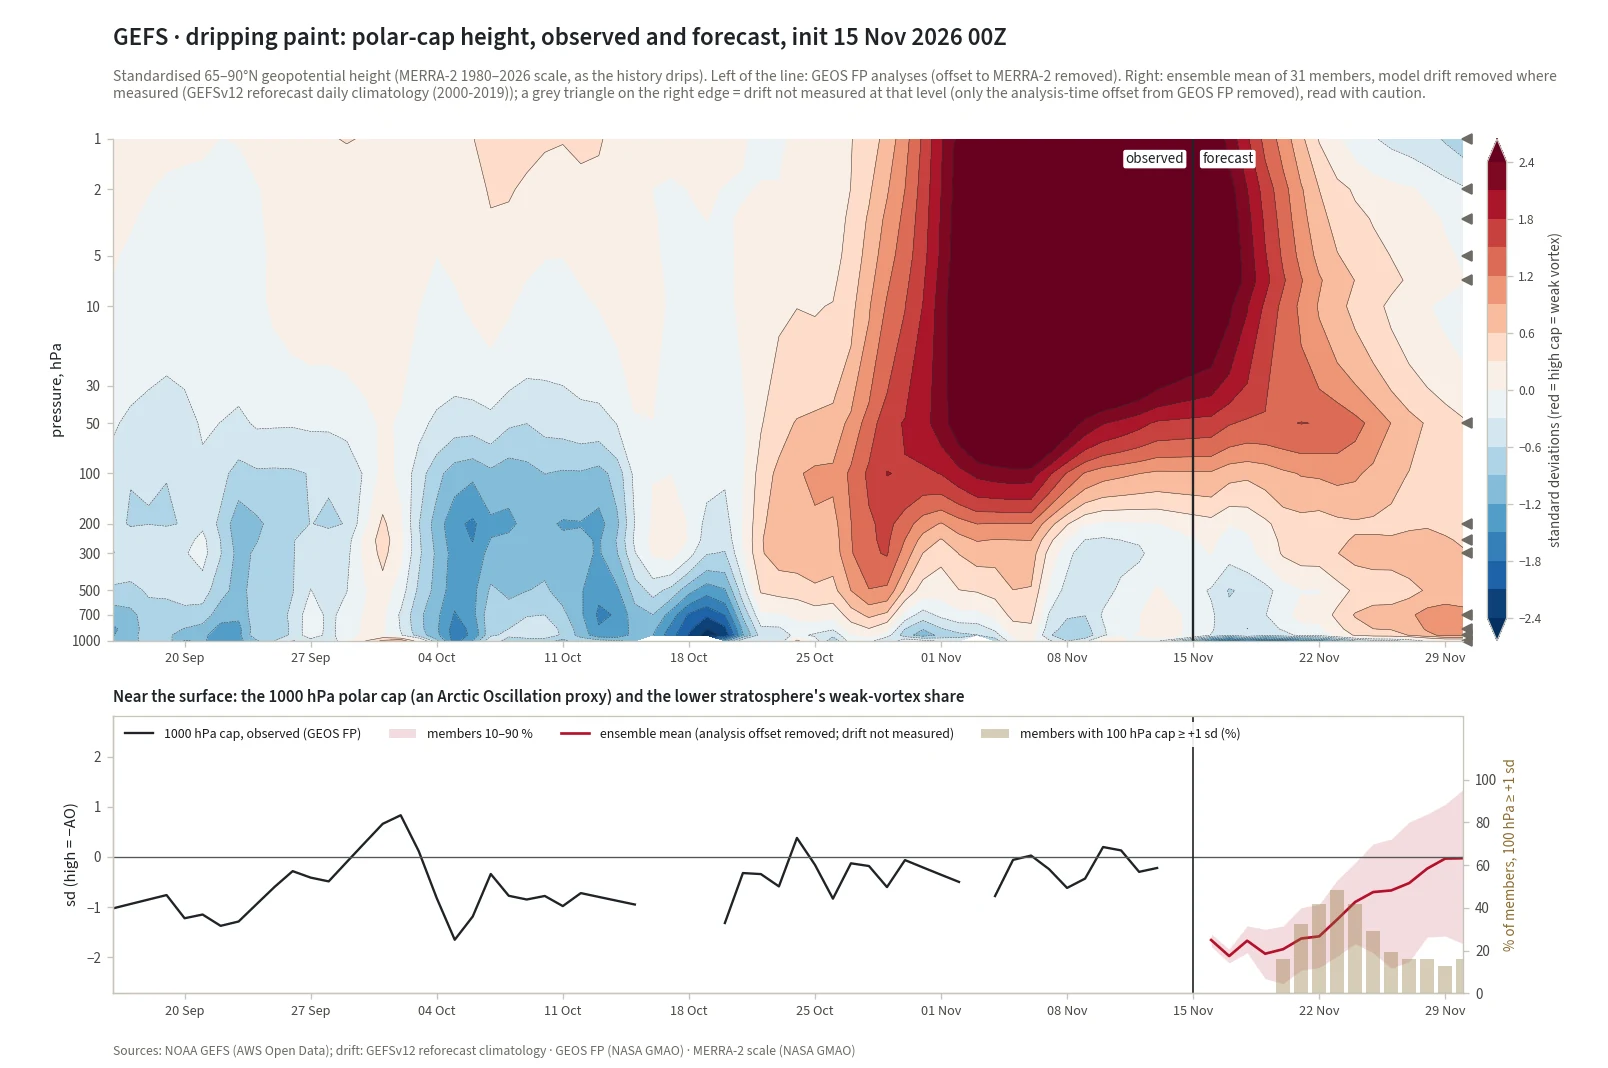 GEFS · dripping paint: polar-cap height, observed and forecast, init 15 Nov 2026 00Z
Standardised 65–90°N geopotential height (MERRA-2 1980–2026 scale, as the history drips). Left of the line: GEOS FP analyses (offset to MERRA-2 removed). Right: ensemble mean of 31 members, model drift removed where
measured (GEFSv12 reforecast daily climatology (2000-2019)); a grey triangle on the right edge = drift not measured at that level (only the analysis-time offset from GEOS FP removed), read with caution.
observed
forecast
pressure, hPa
1
2
5
10
30
50
100
200
300
500
700
1000
20 Sep
27 Sep
04 Oct
11 Oct
18 Oct
25 Oct
01 Nov
08 Nov
15 Nov
22 Nov
29 Nov
2.4
1.8
1.2
0.6
0.0
−0.6
−1.2
−1.8
−2.4
standard deviations (red = high cap = weak vortex)
Near the surface: the 1000 hPa polar cap (an Arctic Oscillation proxy) and the lower stratosphere's weak-vortex share
1000 hPa cap, observed (GEOS FP)
members 10–90 %
ensemble mean (analysis offset removed; drift not measured)
members with 100 hPa cap ≥ +1 sd (%)
sd (high = −AO)
2
1
0
−1
−2
100
80
60
40
20
0
% of members, 100 hPa ≥ +1 sd
20 Sep
27 Sep
04 Oct
11 Oct
18 Oct
25 Oct
01 Nov
08 Nov
15 Nov
22 Nov
29 Nov
Sources: NOAA GEFS (AWS Open Data); drift: GEFSv12 reforecast climatology · GEOS FP (NASA GMAO) · MERRA-2 scale (NASA GMAO)